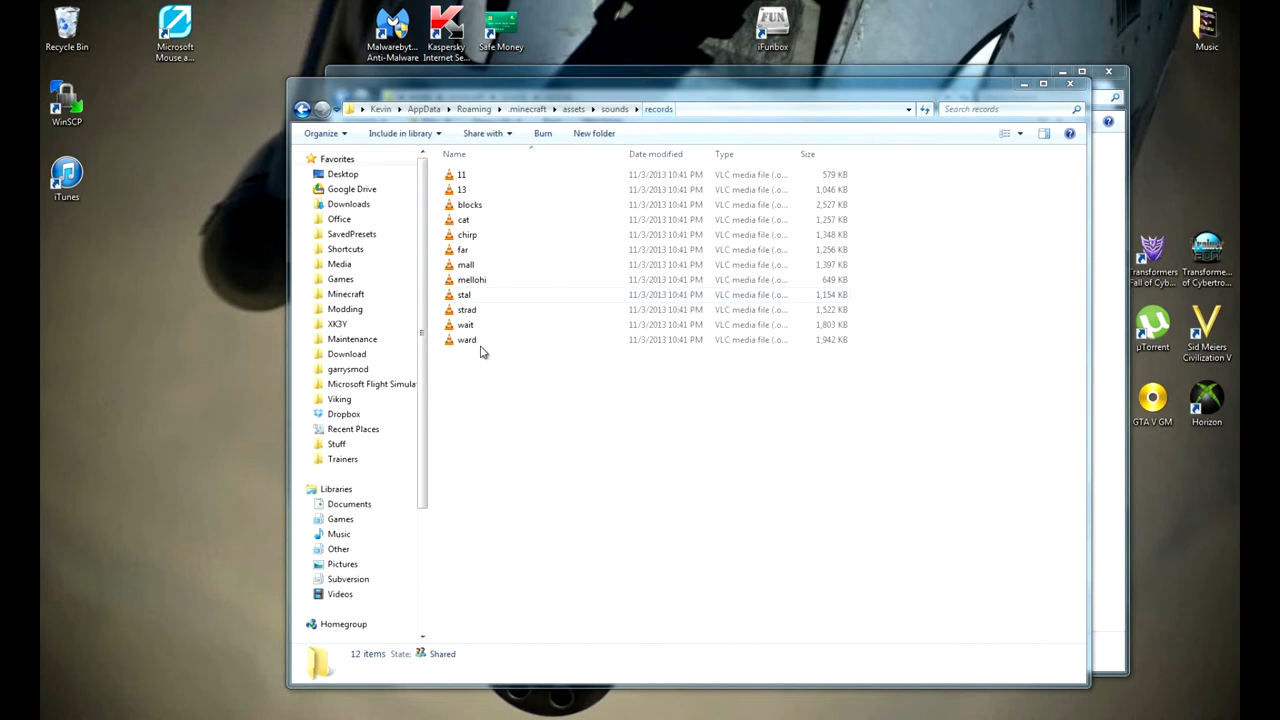 Recycle Bin
Microsoft
Mouse a...
Malwarebyt...
Anti-Malware
Kaspersky
Internet Se...
Safe Money
FUN
iFunbox
Music
WinSCP
iTunes
Kevin AppData Roaming .minecraft assets sounds records
Search records
Organize Include in library Share with Burn New folder
Favorites
Desktop
Google Drive
Downloads
Office
SavedPresets
Shortcuts
Media
Games
Minecraft
Modding
XK3Y
Maintenance
Download
garrysmod
Microsoft Flight Simula
Viking
Dropbox
Recent Places
Stuff
Trainers
Libraries
Documents
Games
Music
Other
Pictures
Subversion
Videos
Homegroup
Name Date modified Type Size
11 11/3/2013 10:41 PM VLC media file (.o... 579 KB
13 11/3/2013 10:41 PM VLC media file (.o... 1,046 KB
blocks 11/3/2013 10:41 PM VLC media file (.o... 2,527 KB
cat 11/3/2013 10:41 PM VLC media file (.o... 1,257 KB
chirp 11/3/2013 10:41 PM VLC media file (.o... 1,348 KB
far 11/3/2013 10:41 PM VLC media file (.o... 1,256 KB
mall 11/3/2013 10:41 PM VLC media file (.o... 1,397 KB
mellohi 11/3/2013 10:41 PM VLC media file (.o... 649 KB
stal 11/3/2013 10:41 PM VLC media file (.o... 1,154 KB
strad 11/3/2013 10:41 PM VLC media file (.o... 1,522 KB
wait 11/3/2013 10:41 PM VLC media file (.o... 1,803 KB
ward 11/3/2013 10:41 PM VLC media file (.o... 1,942 KB
12 items State: Shared
Transformers
Fall of Cyb...
Transforme...
of Cybertro...
µTorrent
Sid Meiers
Civilization V
GTA V GM
Horizon